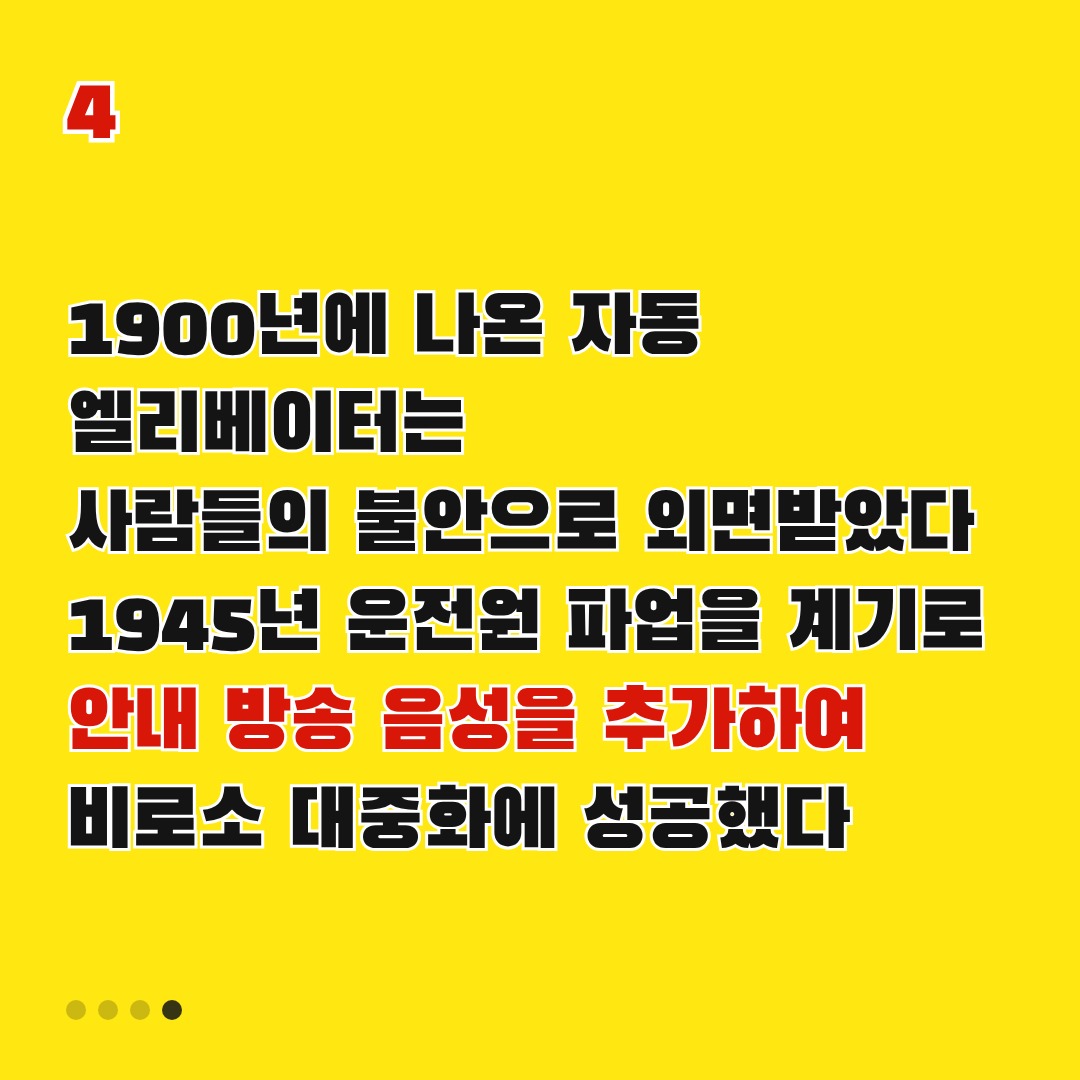 4
1900년에 나온 자동
엘리베이터는
사람들의 불안으로 외면받았다
1945년 운전원 파업을 계기로
안내 방송 음성을 추가하여
비로소 대중화에 성공했다